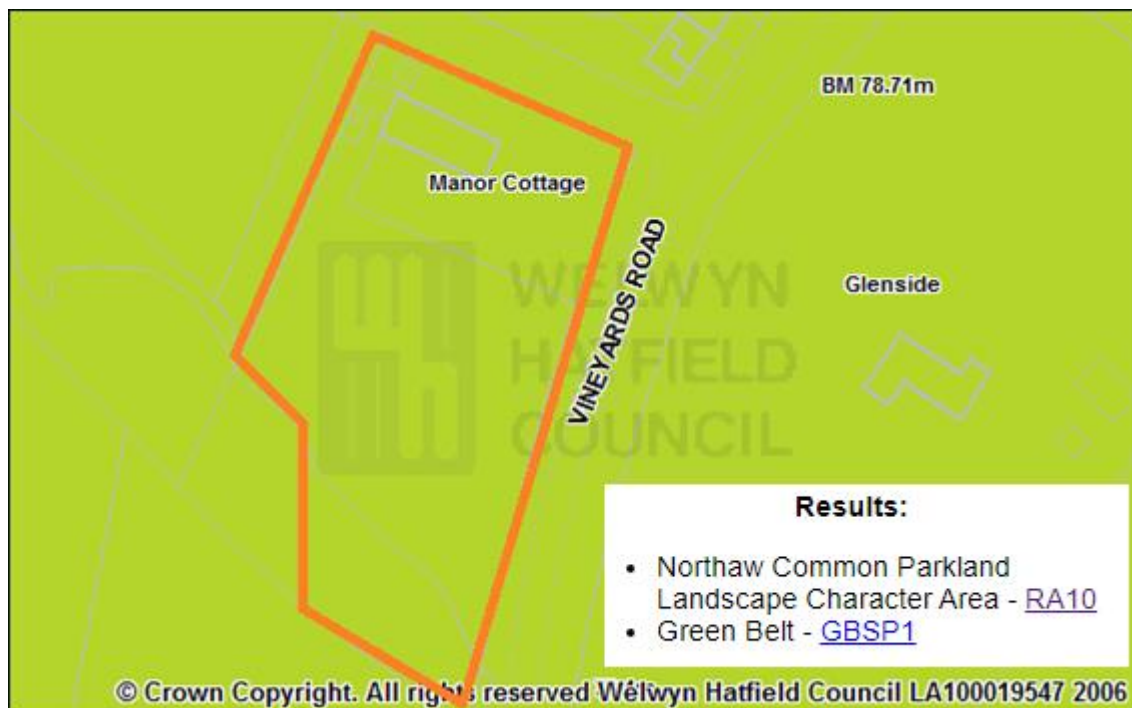 BM 78.71m
Manor Cottage
VINEYARDS ROAD
Glenside
WELWYN
HATFIELD
COUNCIL
Results:
• Northaw Common Parkland
Landscape Character Area - RA10
• Green Belt - GBSP1
© Crown Copyright. All rights reserved Welwyn Hatfield Council LA100019547 2006